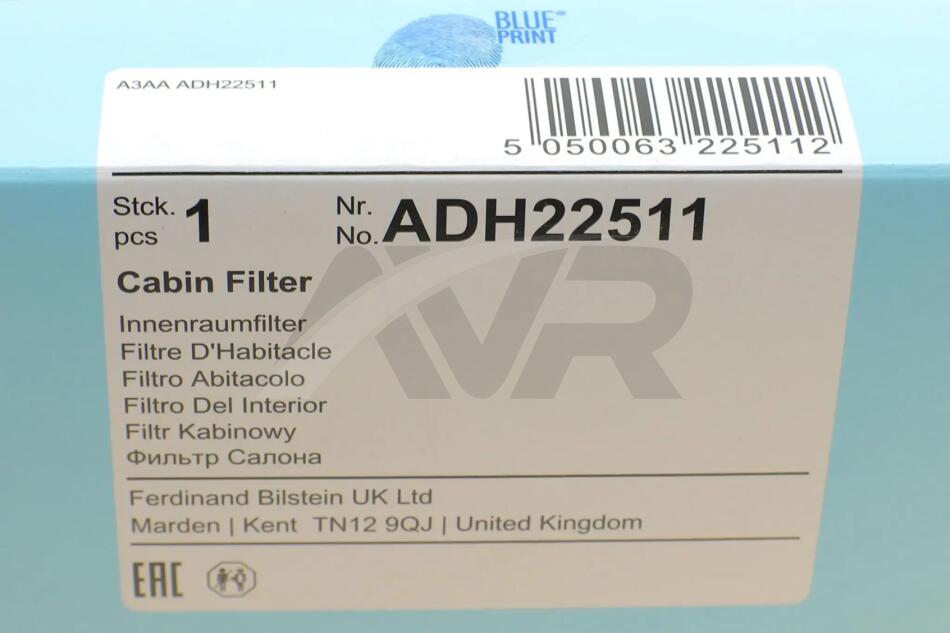 BLUE
PRINT
A3AA ADH22511
5 050063 225112
Stck. 1 Nr. ADH22511
pcs No.
Cabin Filter
Innenraumfilter
Filtre D'Habitacle
Filtro Abitacolo
Filtro Del Interior
Filtr Kabinowy
Фильтр Салона
AVR
Ferdinand Bilstein UK Ltd
Marden | Kent TN12 9QJ | United Kingdom
EAC